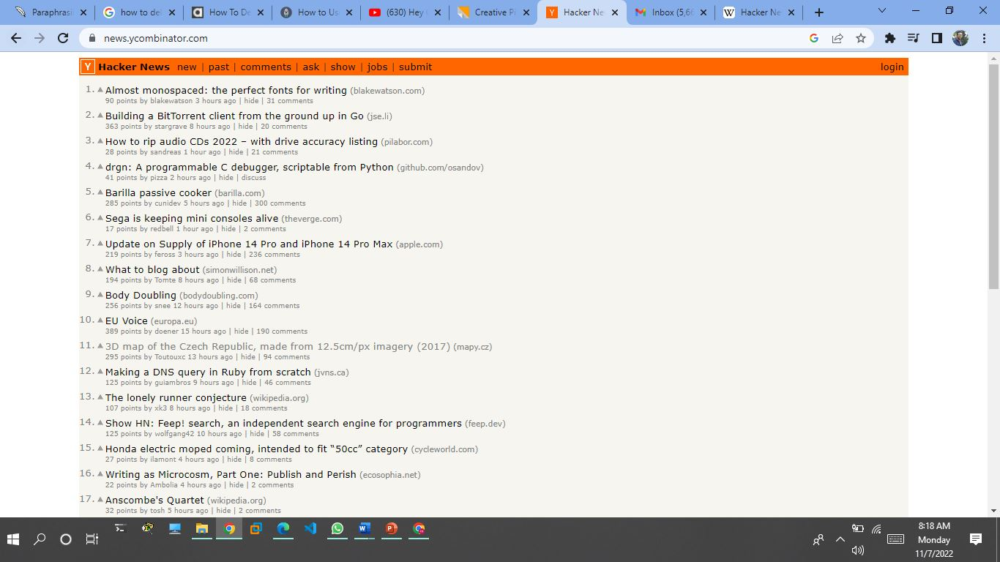 Paraphrasi
how to del
How To De
How to Us
(630) Hey
Creative Pi
Hacker Ne
Inbox (5,66
Hacker Ne
news.ycombinator.com
Y Hacker News new | past | comments | ask | show | jobs | submit login
1. Almost monospaced: the perfect fonts for writing (blakewatson.com)
90 points by blakewatson 3 hours ago | hide | 31 comments
2. Building a BitTorrent client from the ground up in Go (jse.li)
363 points by stargrave 8 hours ago | hide | 20 comments
3. How to rip audio CDs 2022 – with drive accuracy listing (pilabor.com)
28 points by sandreas 1 hour ago | hide | 21 comments
4. drgn: A programmable C debugger, scriptable from Python (github.com/osandov)
41 points by pizza 2 hours ago | hide | discuss
5. Barilla passive cooker (barilla.com)
285 points by cunidev 5 hours ago | hide | 300 comments
6. Sega is keeping mini consoles alive (theverge.com)
17 points by redbell 1 hour ago | hide | 2 comments
7. Update on Supply of iPhone 14 Pro and iPhone 14 Pro Max (apple.com)
219 points by feross 3 hours ago | hide | 236 comments
8. What to blog about (simonwillison.net)
194 points by Tomte 8 hours ago | hide | 68 comments
9. Body Doubling (bodydoubling.com)
256 points by snee 12 hours ago | hide | 164 comments
10. EU Voice (europa.eu)
389 points by doener 15 hours ago | hide | 190 comments
11. 3D map of the Czech Republic, made from 12.5cm/px imagery (2017) (mapy.cz)
295 points by Toutouxc 13 hours ago | hide | 94 comments
12. Making a DNS query in Ruby from scratch (jvns.ca)
125 points by guiambros 9 hours ago | hide | 46 comments
13. The lonely runner conjecture (wikipedia.org)
107 points by xk3 8 hours ago | hide | 18 comments
14. Show HN: Feep! search, an independent search engine for programmers (feep.dev)
125 points by wolfgang42 10 hours ago | hide | 58 comments
15. Honda electric moped coming, intended to fit “50cc” category (cycleworld.com)
27 points by ilamont 4 hours ago | hide | 8 comments
16. Writing as Microcosm, Part One: Publish and Perish (ecosophia.net)
22 points by Ambolia 4 hours ago | hide | 2 comments
17. Anscombe's Quartet (wikipedia.org)
32 points by tosh 5 hours ago | hide | 2 comments
8:18 AM
Monday
11/7/2022